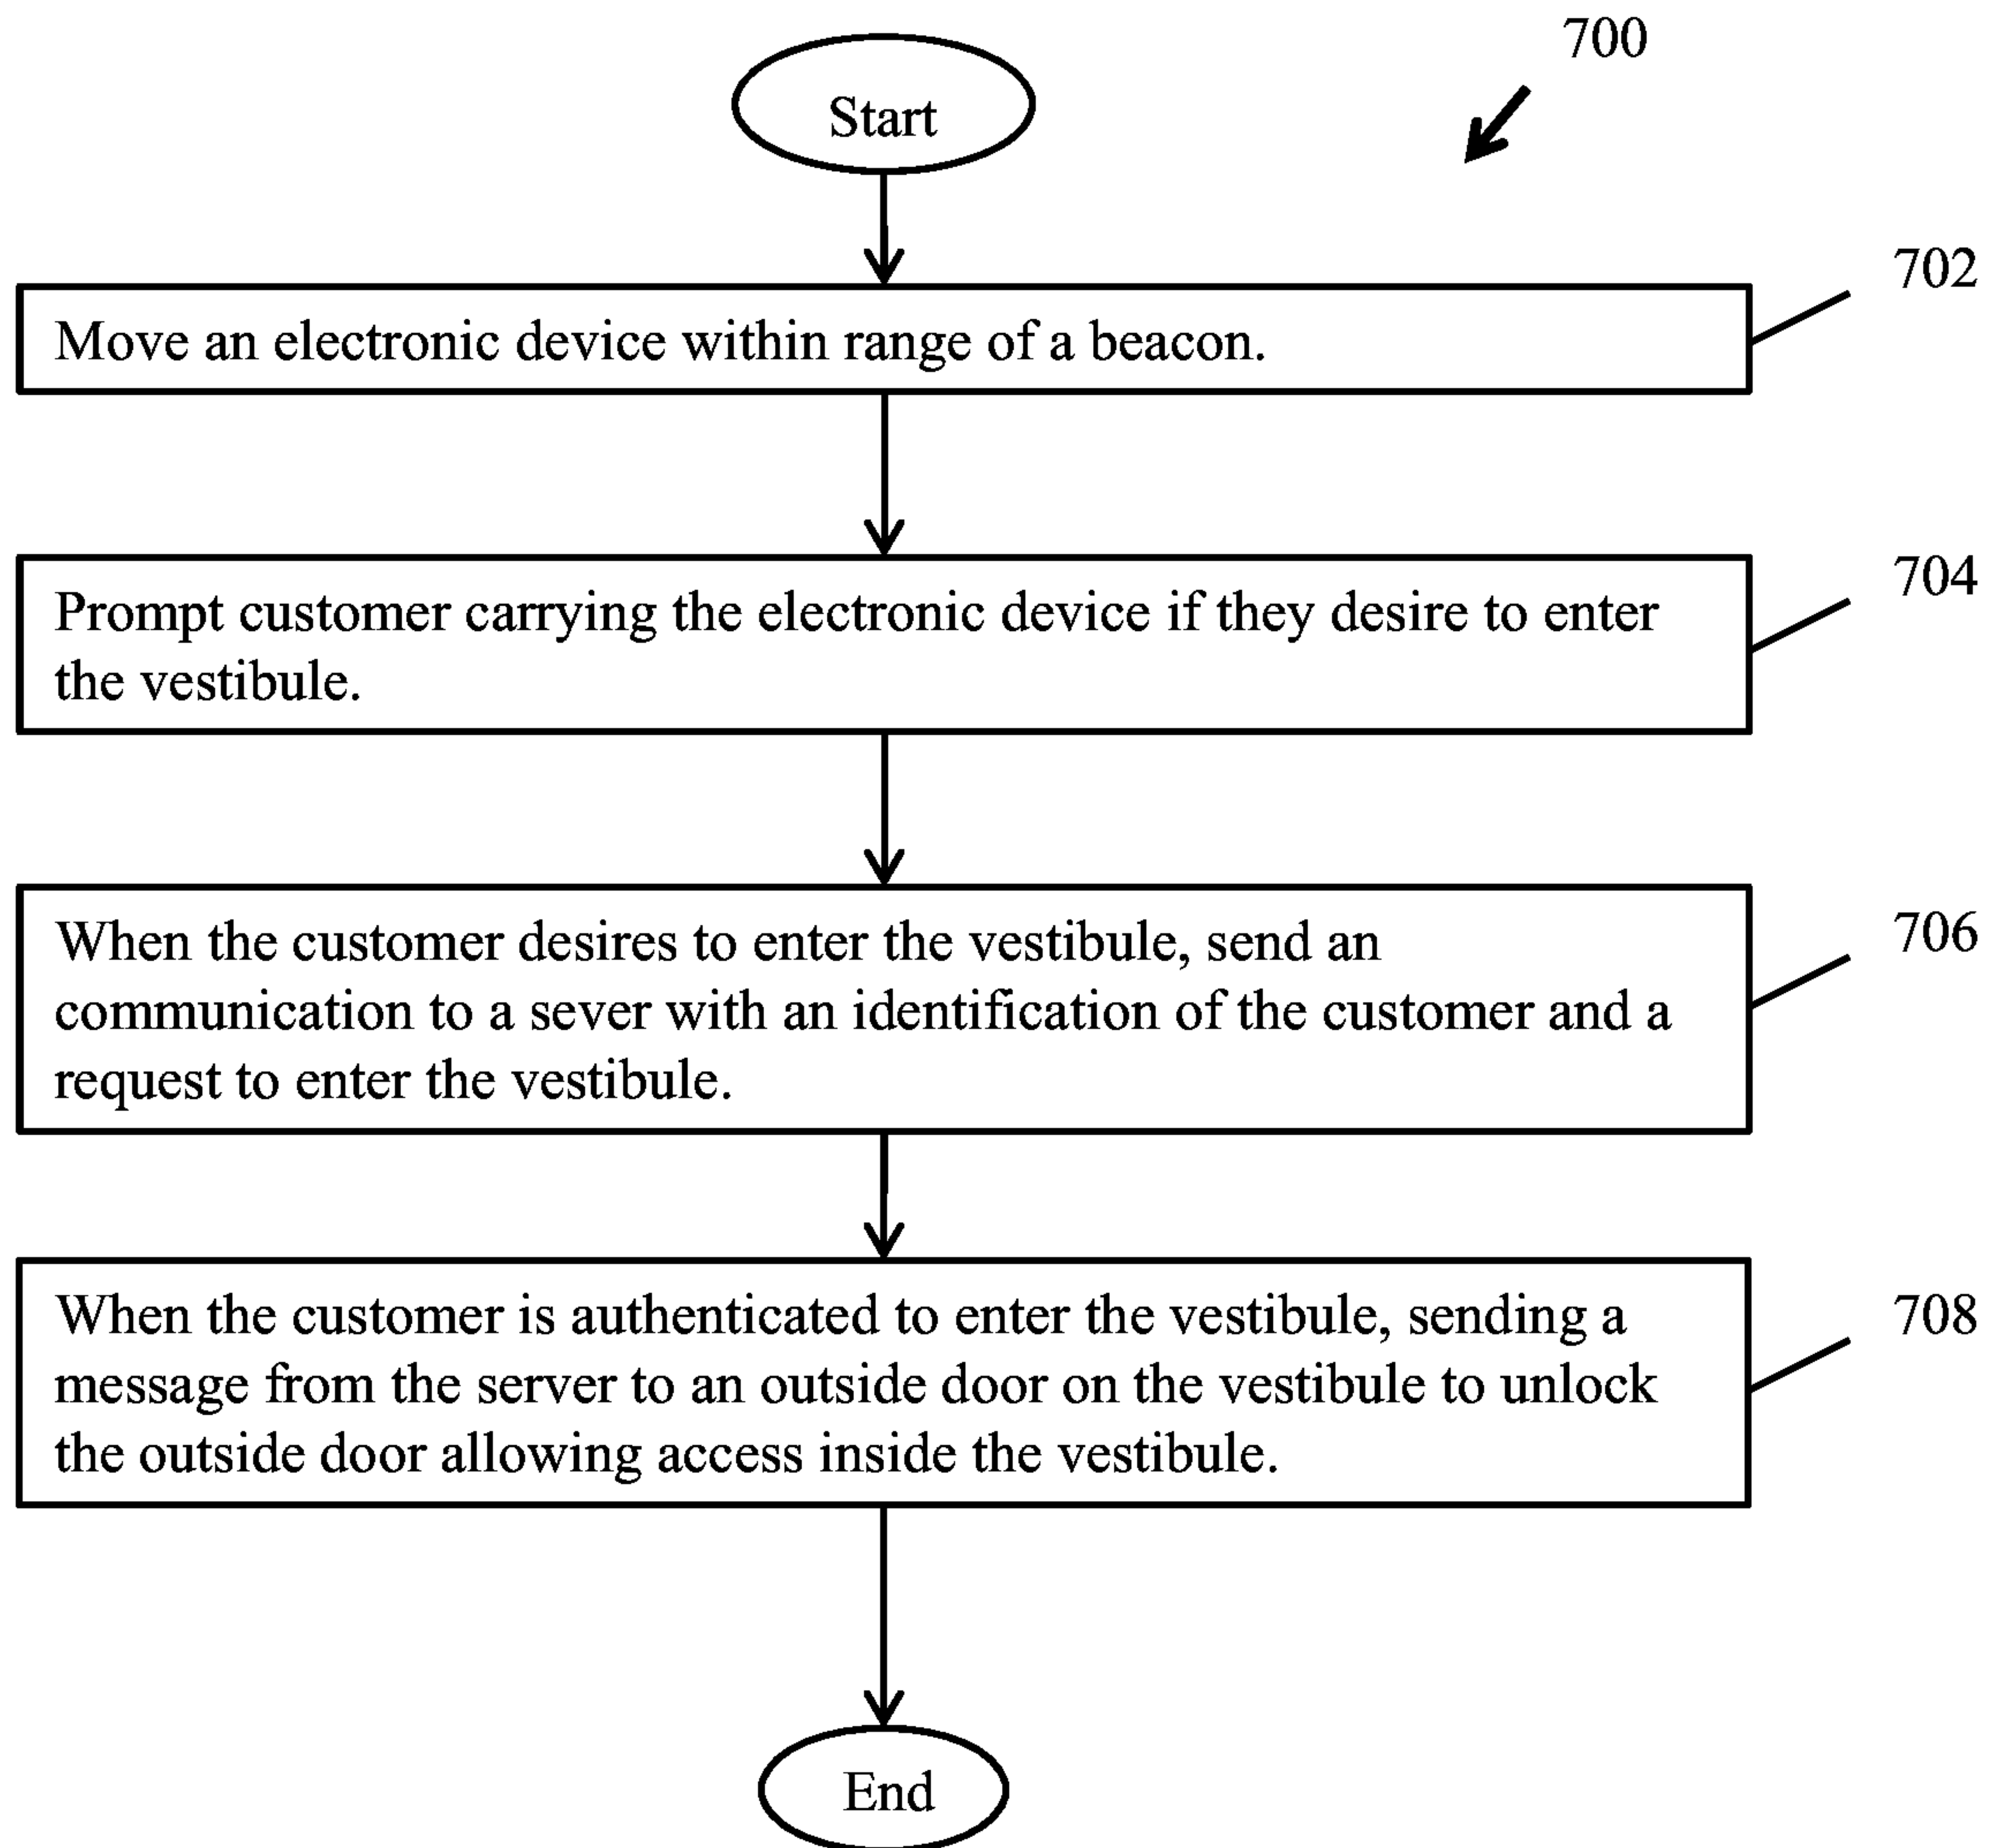 700
Start
702
Move an electronic device within range of a beacon.
704
Prompt customer carrying the electronic device if they desire to enter
the vestibule.
706
When the customer desires to enter the vestibule, send an
communication to a sever with an identification of the customer and a
request to enter the vestibule.
708
When the customer is authenticated to enter the vestibule, sending a
message from the server to an outside door on the vestibule to unlock
the outside door allowing access inside the vestibule.
End